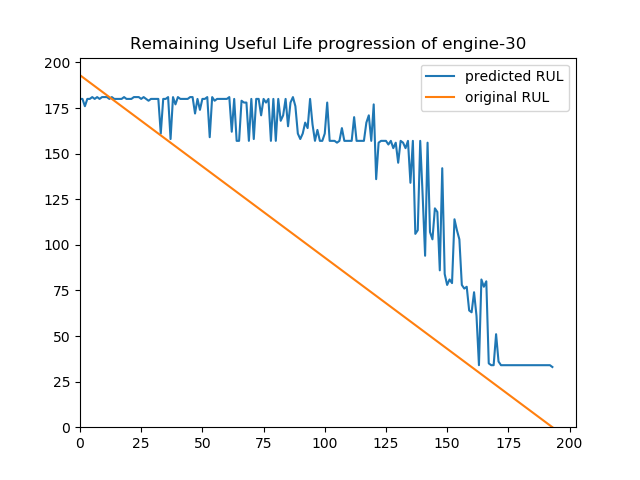 Remaining Useful Life progression of engine-30
predicted RUL
original RUL
200
175
150
125
100
75
50
25
0
0 25 50 75 100 125 150 175 200